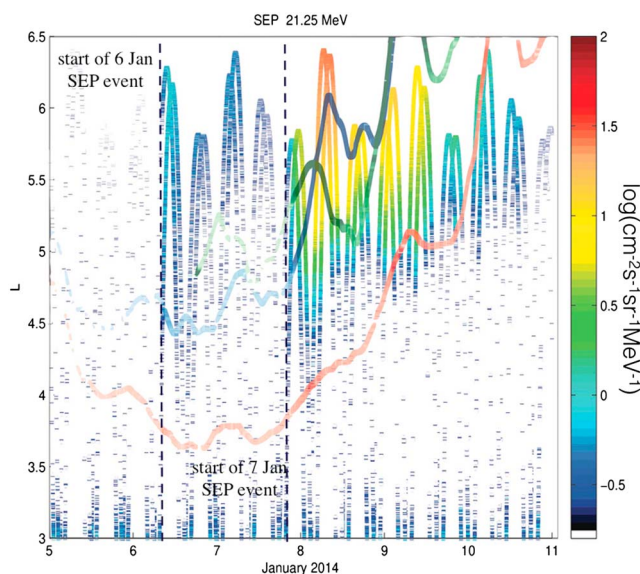 SEP 21.25 MeV
6.5
6
5.5
5
4.5
4
3.5
3
L
start of 6 Jan
SEP event
start of 7 Jan
SEP event
5
6
7
8
9
10
11
January 2014
2
1.5
1
0.5
0
−0.5
log(cm-2s-1sr-1MeV-1)